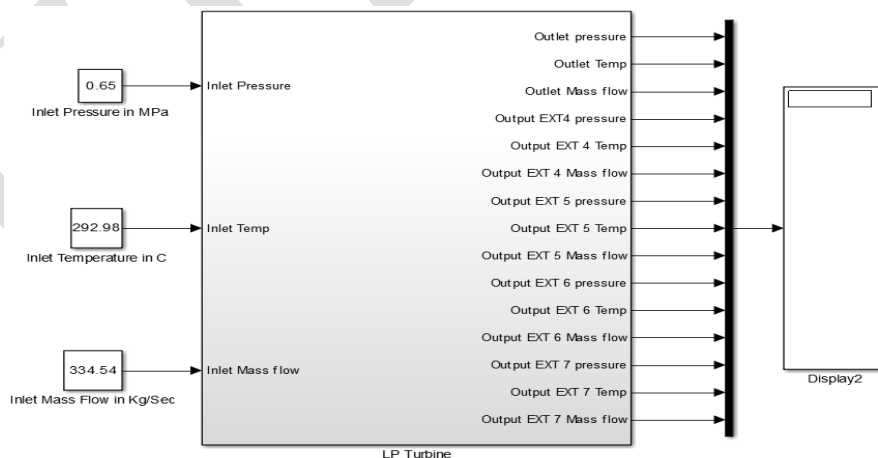 0.65
Inlet Pressure in MPa
292.98
Inlet Temperature in C
334.54
Inlet Mass Flow in Kg/Sec
Inlet Pressure
Inlet Temp
Inlet Mass flow
Outlet pressure
Outlet Temp
Outlet Mass flow
Output EXT4 pressure
Output EXT 4 Temp
Output EXT 4 Mass flow
Output EXT 5 pressure
Output EXT 5 Temp
Output EXT 5 Mass flow
Output EXT 6 pressure
Output EXT 6 Temp
Output EXT 6 Mass flow
Output EXT 7 pressure
Output EXT 7 Temp
Output EXT 7 Mass flow
LP Turbine
Display2